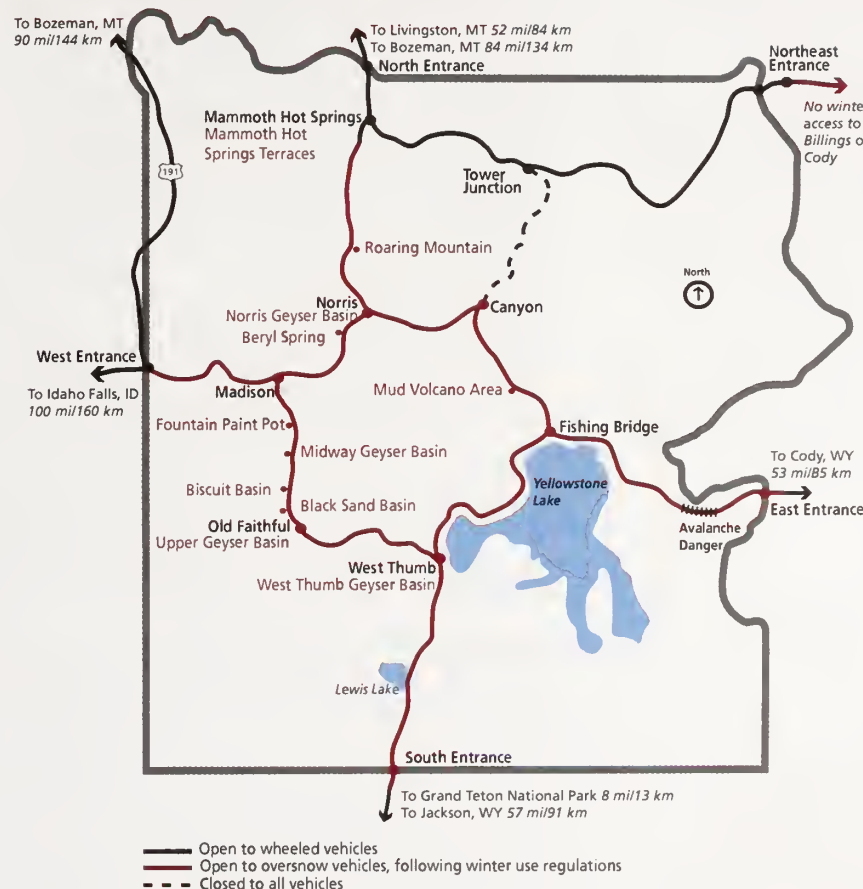 To Bozeman, MT
90 mi/144 km
To Livingston, MT 52 mi/84 km
To Bozeman, MT 84 mi/134 km
North Entrance
Northeast
Entrance
No winte
access to
Billings o
Cody
Mammoth Hot Springs
Mammoth Hot
Springs Terraces
191
Tower
Junction
Roaring Mountain
North
Norris
Norris Geyser Basin
Beryl Spring
Canyon
West Entrance
To Idaho Falls, ID
100 mi/160 km
Madison
Mud Volcano Area
Fountain Paint Pot
Fishing Bridge
Midway Geyser Basin
To Cody, WY
53 mi/B5 km
Yellowstone
Lake
Biscuit Basin
Black Sand Basin
East Entrance
Avalanche
Danger
Old Faithful
Upper Geyser Basin
West Thumb
West Thumb Geyser Basin
Lewis Lake
South Entrance
To Grand Teton National Park 8 mi/13 km
To Jackson, WY 57 mi/91 km
Open to wheeled vehicles
Open to oversnow vehicles, following winter use regulations
Closed to all vehicles